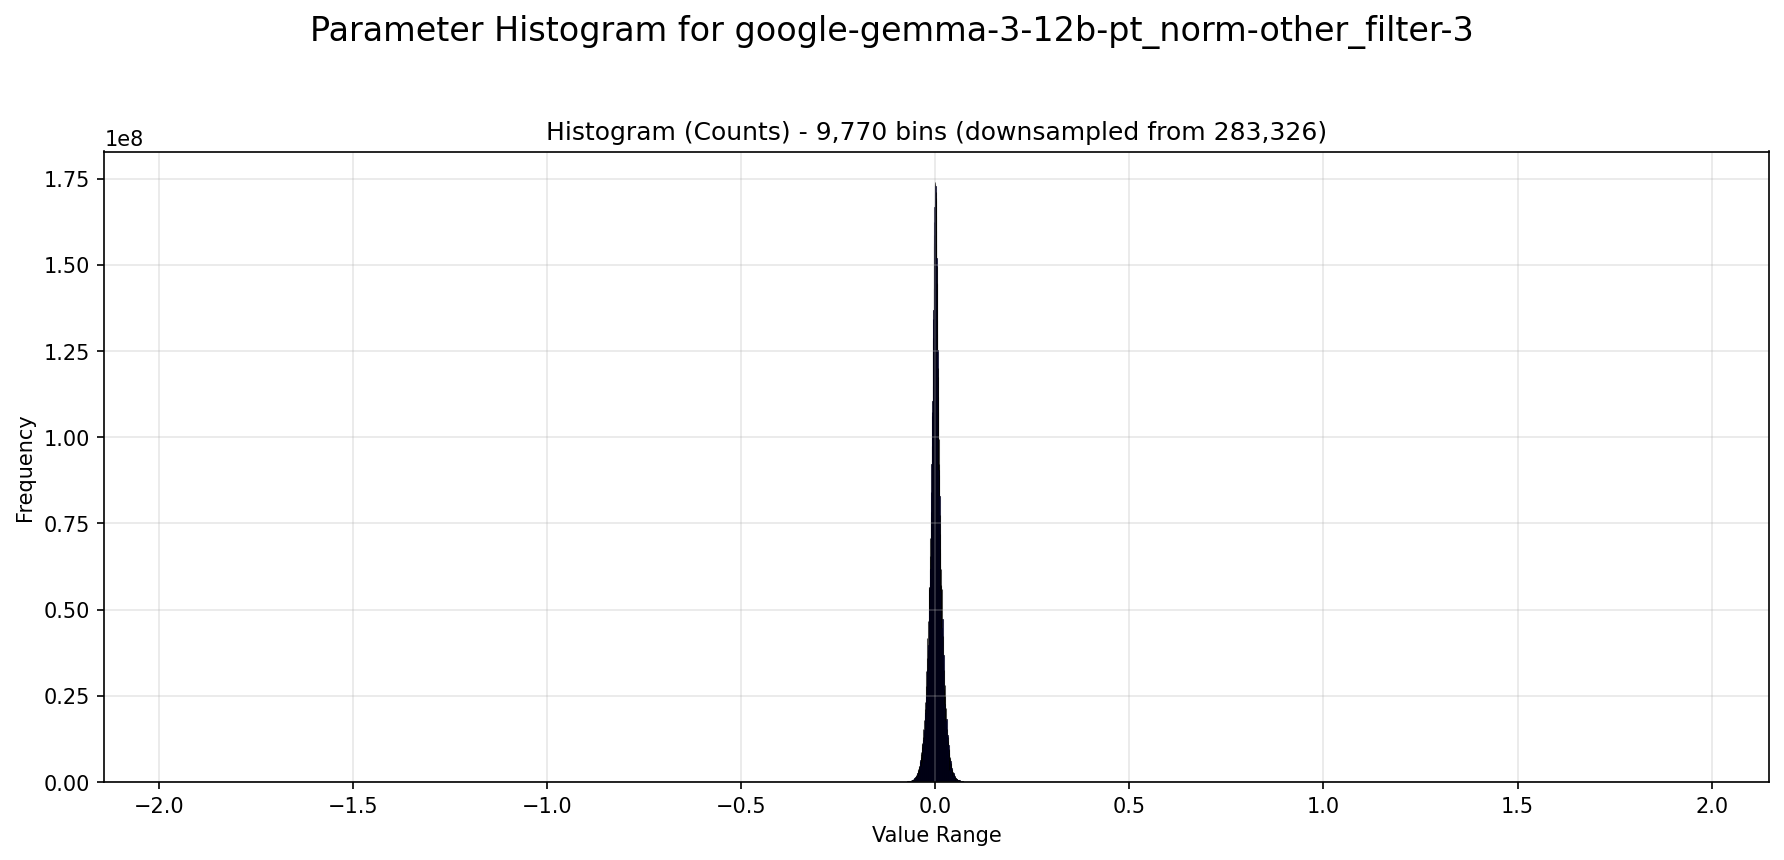 Parameter Histogram for google-gemma-3-12b-pt_norm-other_filter-3
Histogram (Counts) - 9,770 bins (downsampled from 283,326)
1e8
1.75
1.50
1.25
1.00
0.75
0.50
0.25
0.00
Frequency
−2.0 −1.5 −1.0 −0.5 0.0 0.5 1.0 1.5 2.0
Value Range